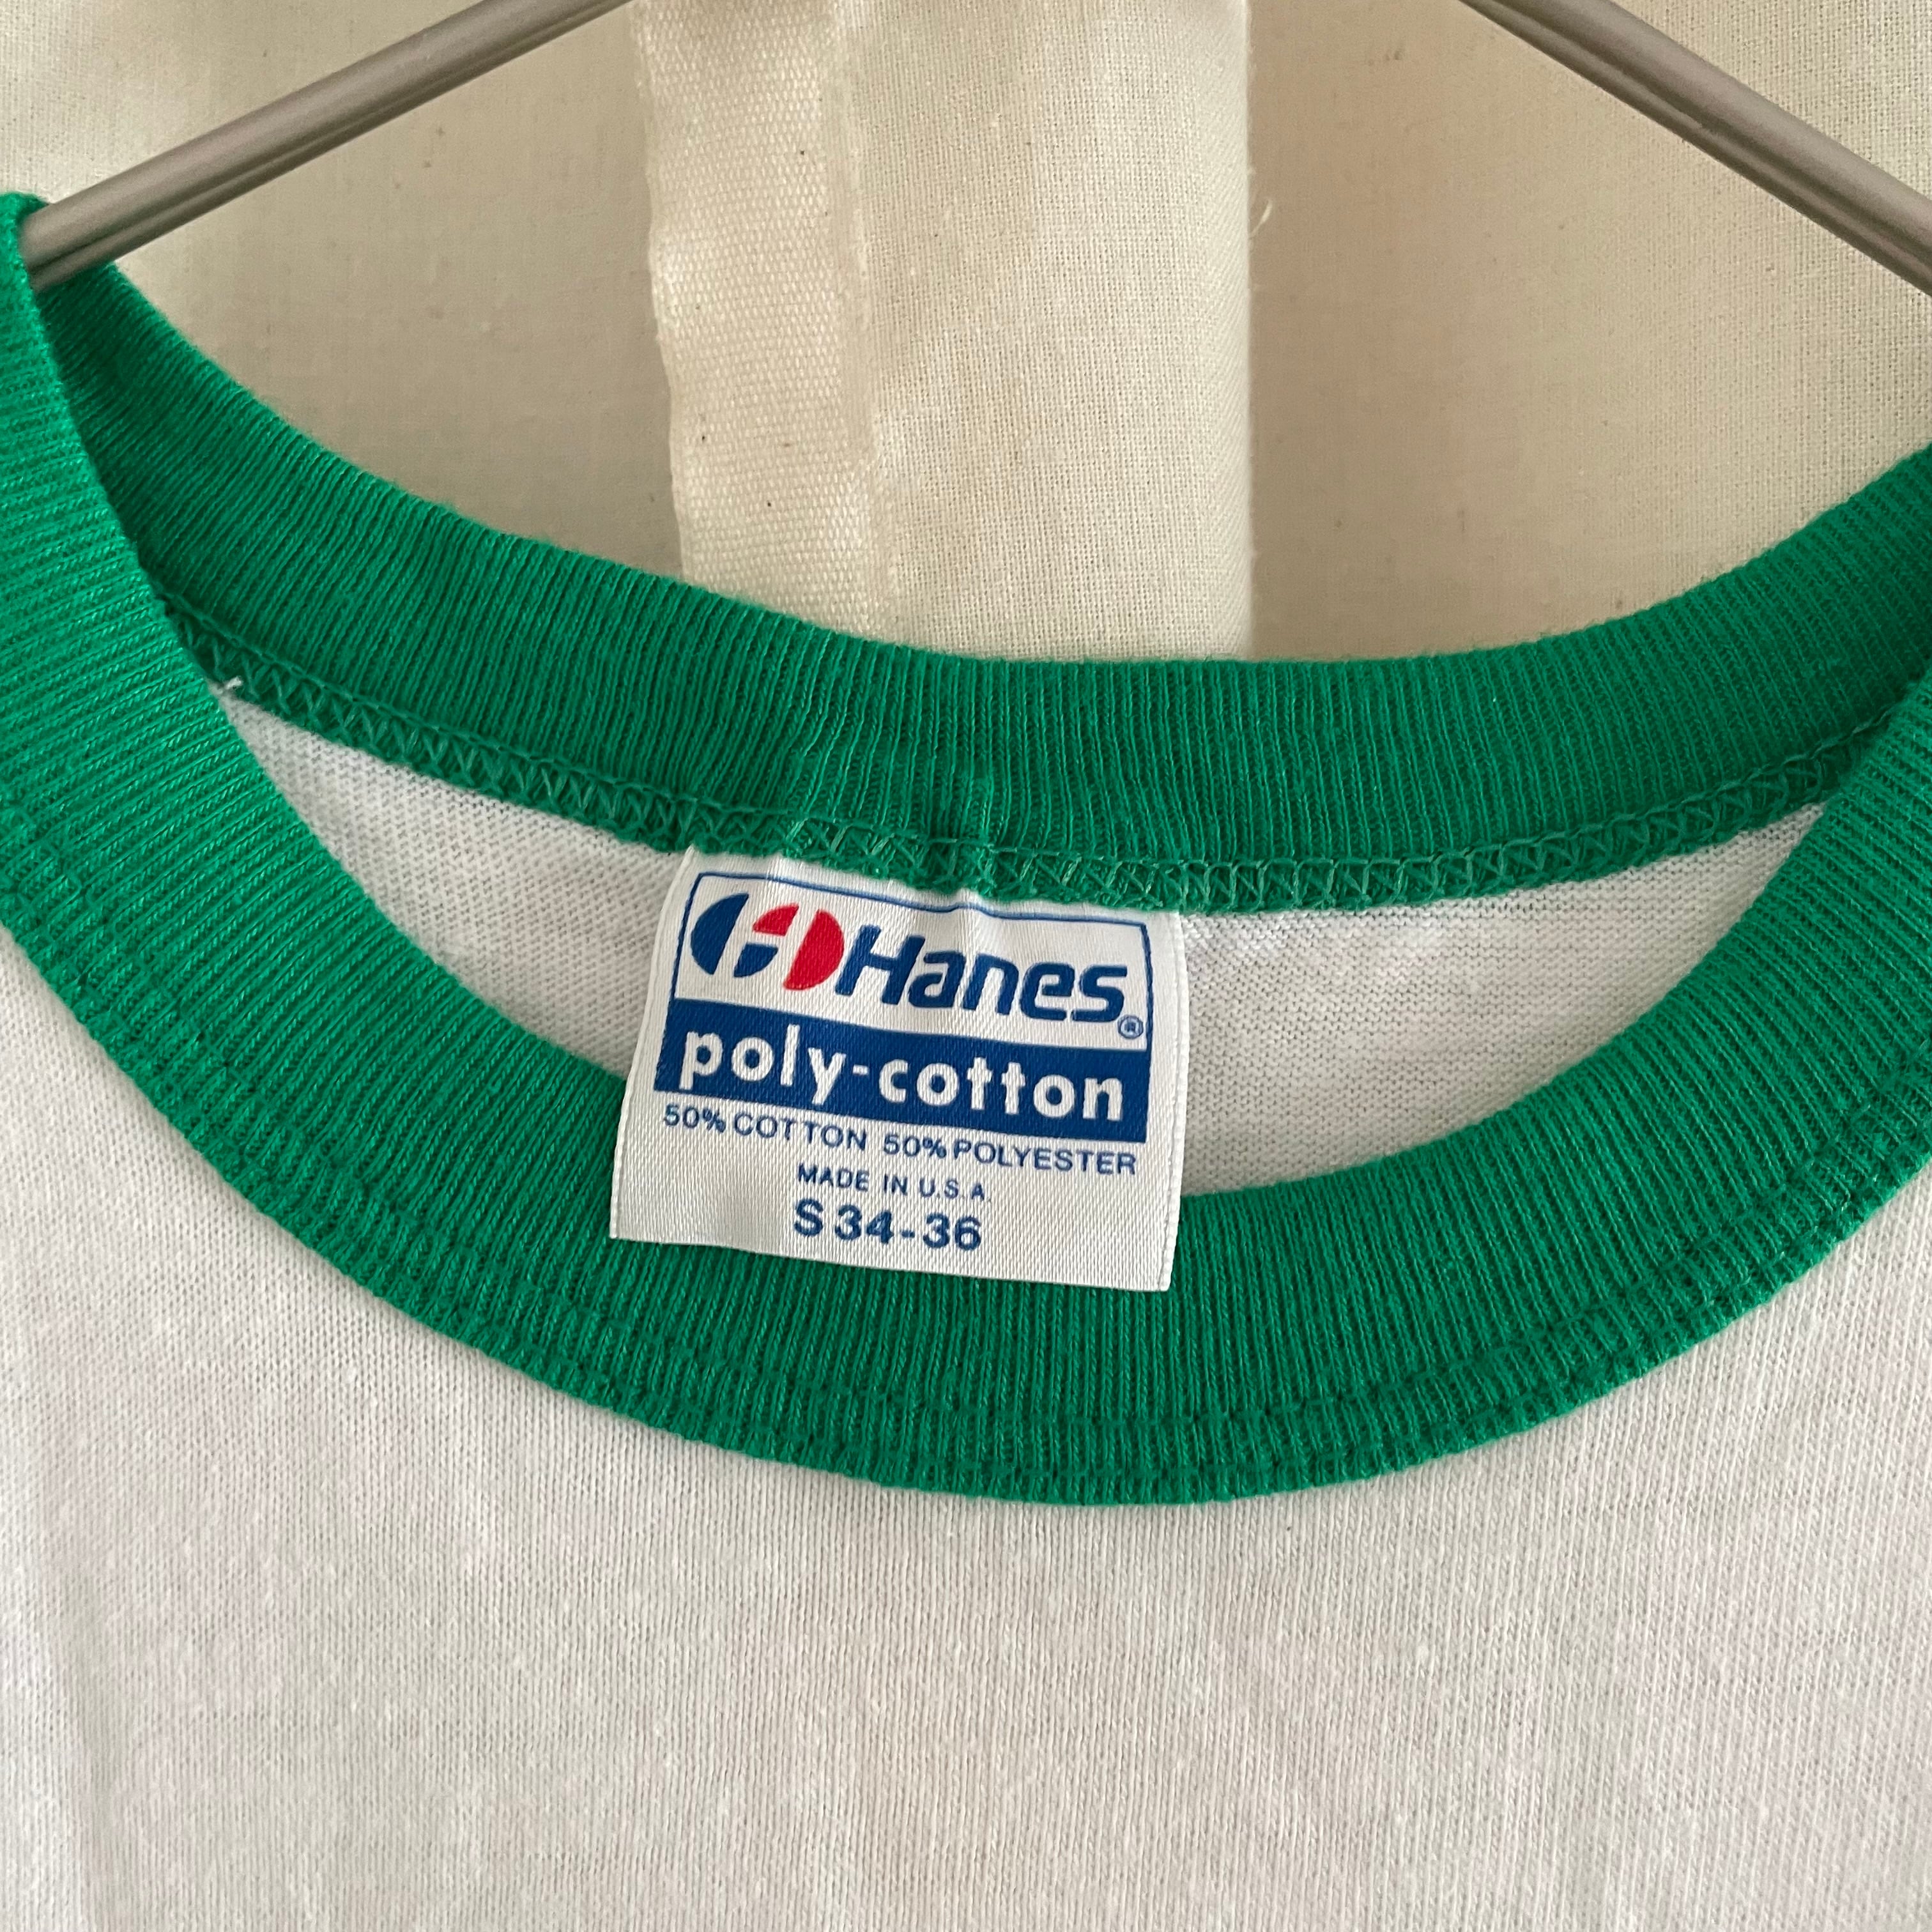 Hanes®
poly-cotton
50% COTTON 50% POLYESTER
MADE IN U.S.A.
S 34-36